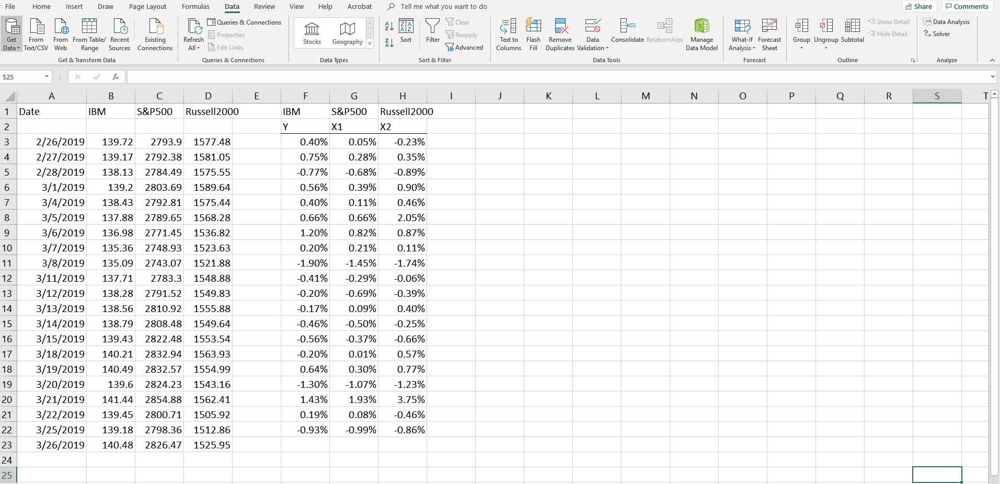 File Home Insert Draw Page Layout Formulas Data Review View Help Acrobat Tell me what you want to do Share Comments
Get Data From Text/CSV From Web From Table/ Range Recent Sources Existing Connections
Refresh All Queries & Connections Properties Edit Links
Stocks Geography
Sort Filter Clear Reapply Advanced
Text to Columns Flash Fill Remove Duplicates Data Validation Consolidate Relationships Manage Data Model
What-If Analysis Forecast Sheet
Group Ungroup Subtotal Show Detail Hide Detail
Data Analysis Solver
Get & Transform Data Queries & Connections Data Types Sort & Filter Data Tools Forecast Outline Analyze
S25 fx
A B C D E F G H I J K L M N O P Q R S T
1 Date IBM S&P500 Russell2000 IBM S&P500 Russell2000
2 Y X1 X2
3 2/26/2019 139.72 2793.9 1577.48 0.40% 0.05% -0.23%
4 2/27/2019 139.17 2792.38 1581.05 0.75% 0.28% 0.35%
5 2/28/2019 138.13 2784.49 1575.55 -0.77% -0.68% -0.89%
6 3/1/2019 139.2 2803.69 1589.64 0.56% 0.39% 0.90%
7 3/4/2019 138.43 2792.81 1575.44 0.40% 0.11% 0.46%
8 3/5/2019 137.88 2789.65 1568.28 0.66% 0.66% 2.05%
9 3/6/2019 136.98 2771.45 1536.82 1.20% 0.82% 0.87%
10 3/7/2019 135.36 2748.93 1523.63 0.20% 0.21% 0.11%
11 3/8/2019 135.09 2743.07 1521.88 -1.90% -1.45% -1.74%
12 3/11/2019 137.71 2783.3 1548.88 -0.41% -0.29% -0.06%
13 3/12/2019 138.28 2791.52 1549.83 -0.20% -0.69% -0.39%
14 3/13/2019 138.56 2810.92 1555.88 -0.17% 0.09% 0.40%
15 3/14/2019 138.79 2808.48 1549.64 -0.46% -0.50% -0.25%
16 3/15/2019 139.43 2822.48 1553.54 -0.56% -0.37% -0.66%
17 3/18/2019 140.21 2832.94 1563.93 -0.20% 0.01% 0.57%
18 3/19/2019 140.49 2832.57 1554.99 0.64% 0.30% 0.77%
19 3/20/2019 139.6 2824.23 1543.16 -1.30% -1.07% -1.23%
20 3/21/2019 141.44 2854.88 1562.41 1.43% 1.93% 3.75%
21 3/22/2019 139.45 2800.71 1505.92 0.19% 0.08% -0.46%
22 3/25/2019 139.18 2798.36 1512.86 -0.93% -0.99% -0.86%
23 3/26/2019 140.48 2826.47 1525.95
24
25